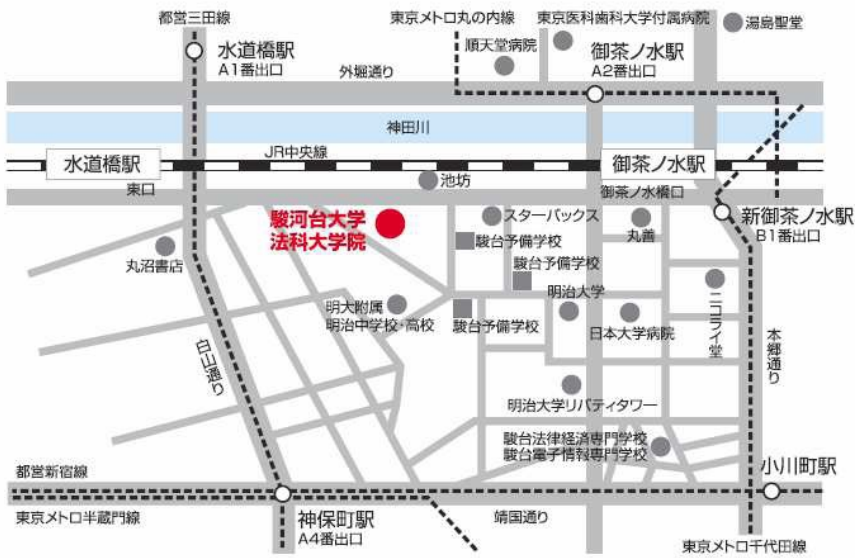 都営三田線
東京メトロ丸の内線
東京医科歯科大学付属病院
湯島聖堂
水道橋駅
A1番出口
順天堂病院
御茶ノ水駅
A2番出口
外堀通り
神田川
JR中央線
水道橋駅
御茶ノ水駅
東口
池坊
御茶ノ水橋口
駿河台大学
法科大学院
スターバックス
丸善
新御茶ノ水駅
B1番出口
丸沼書店
駿台予備学校
駿台予備学校
明治大学
ニコライ堂
明大附属
明治中学校・高校
駿台予備学校
日本大学病院
白山通り
本郷通り
明治大学リバティタワー
駿台法律経済専門学校
駿台電子情報専門学校
都営新宿線
小川町駅
東京メトロ半蔵門線
神保町駅
A4番出口
靖国通り
東京メトロ千代田線